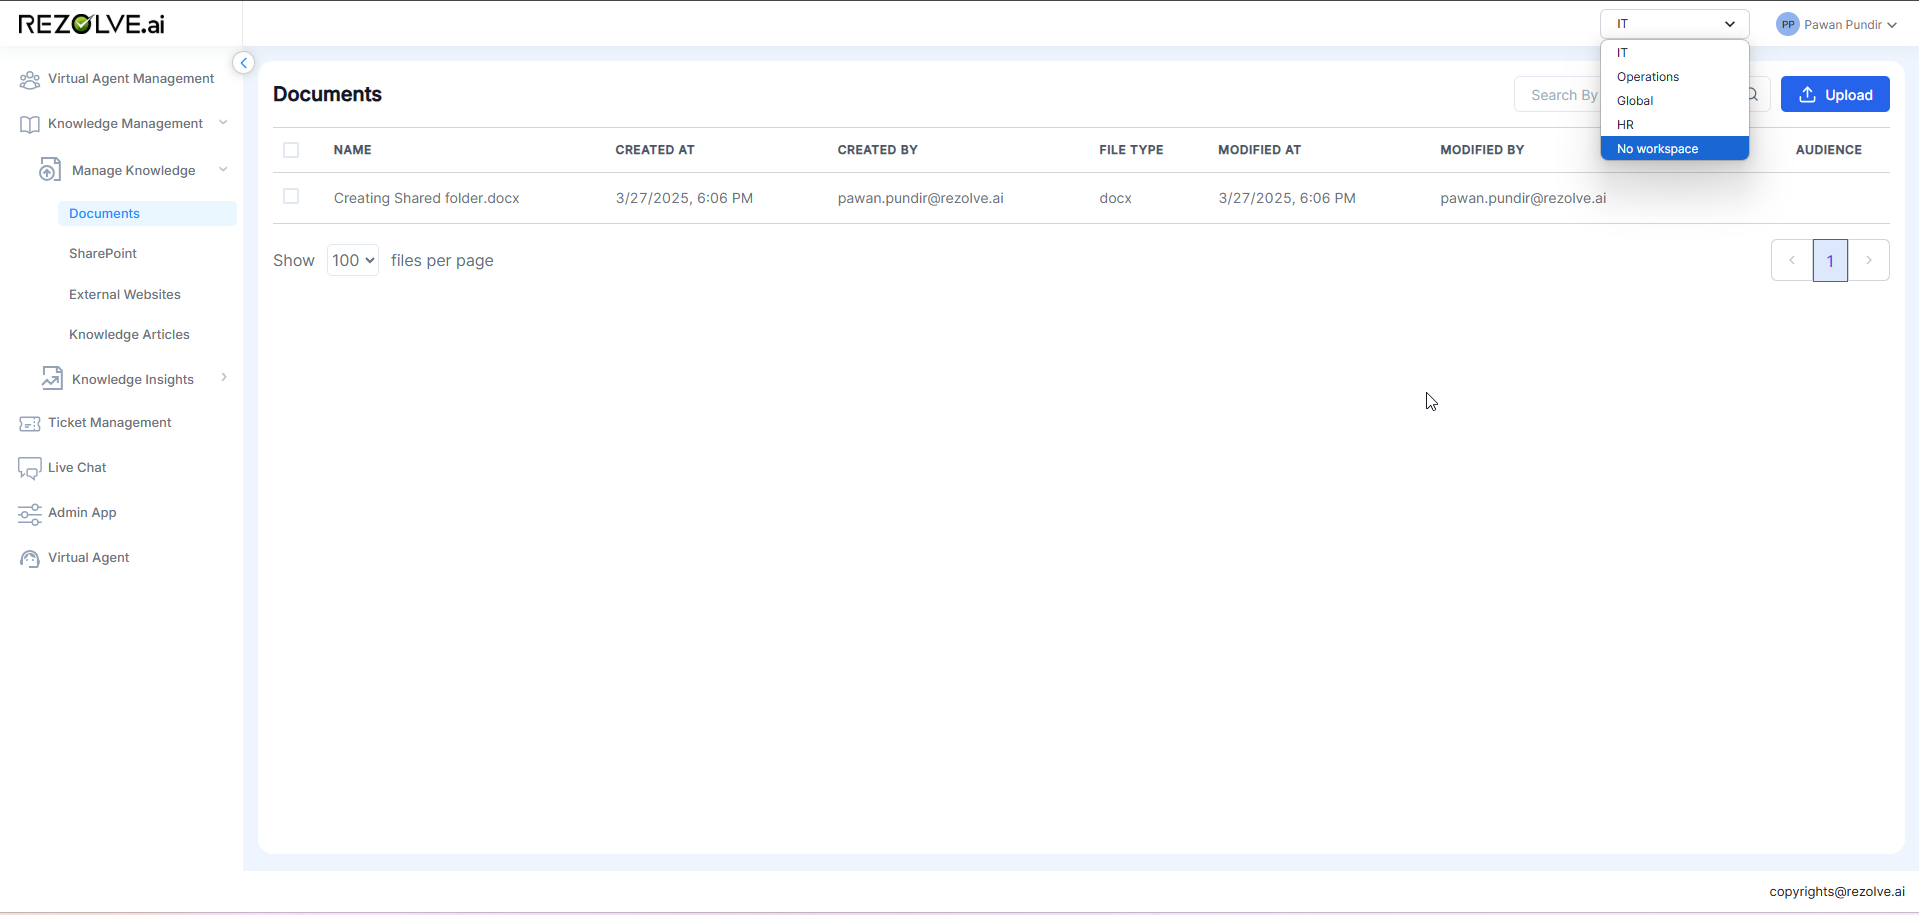 REZOLVE.ai
IT
PP Pawan Pundir
IT
Operations
Global
HR
No workspace
Virtual Agent Management
Knowledge Management
Manage Knowledge
Documents
SharePoint
External Websites
Knowledge Articles
Knowledge Insights
Ticket Management
Live Chat
Admin App
Virtual Agent
Documents
Search By
Upload
NAME CREATED AT CREATED BY FILE TYPE MODIFIED AT MODIFIED BY AUDIENCE
Creating Shared folder.docx 3/27/2025, 6:06 PM pawan.pundir@rezolve.ai docx 3/27/2025, 6:06 PM pawan.pundir@rezolve.ai
Show 100 files per page
1
copyrights@rezolve.ai